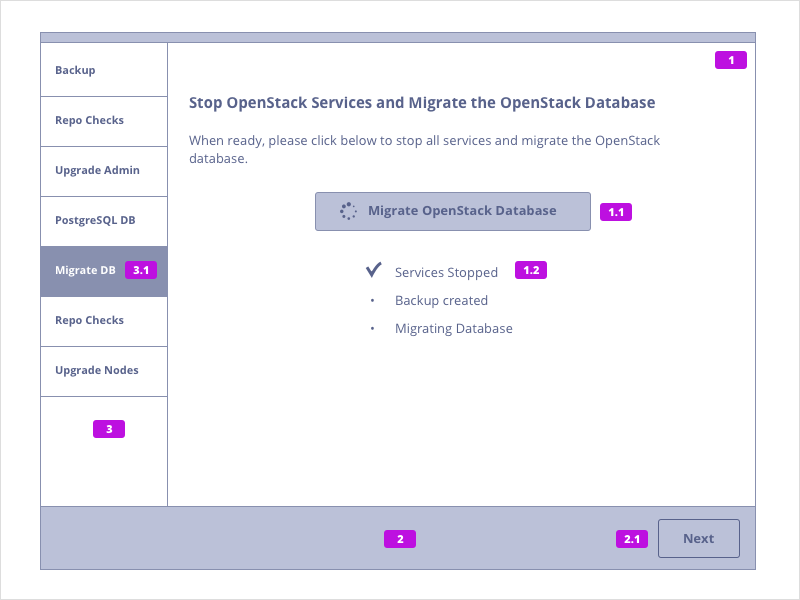 Backup
Repo Checks
Upgrade Admin
PostgreSQL DB
Migrate DB 3.1
Repo Checks
Upgrade Nodes
3
1
Stop OpenStack Services and Migrate the OpenStack Database
When ready, please click below to stop all services and migrate the OpenStack
database.
Migrate OpenStack Database 1.1
Services Stopped 1.2
Backup created
Migrating Database
2
2.1 Next